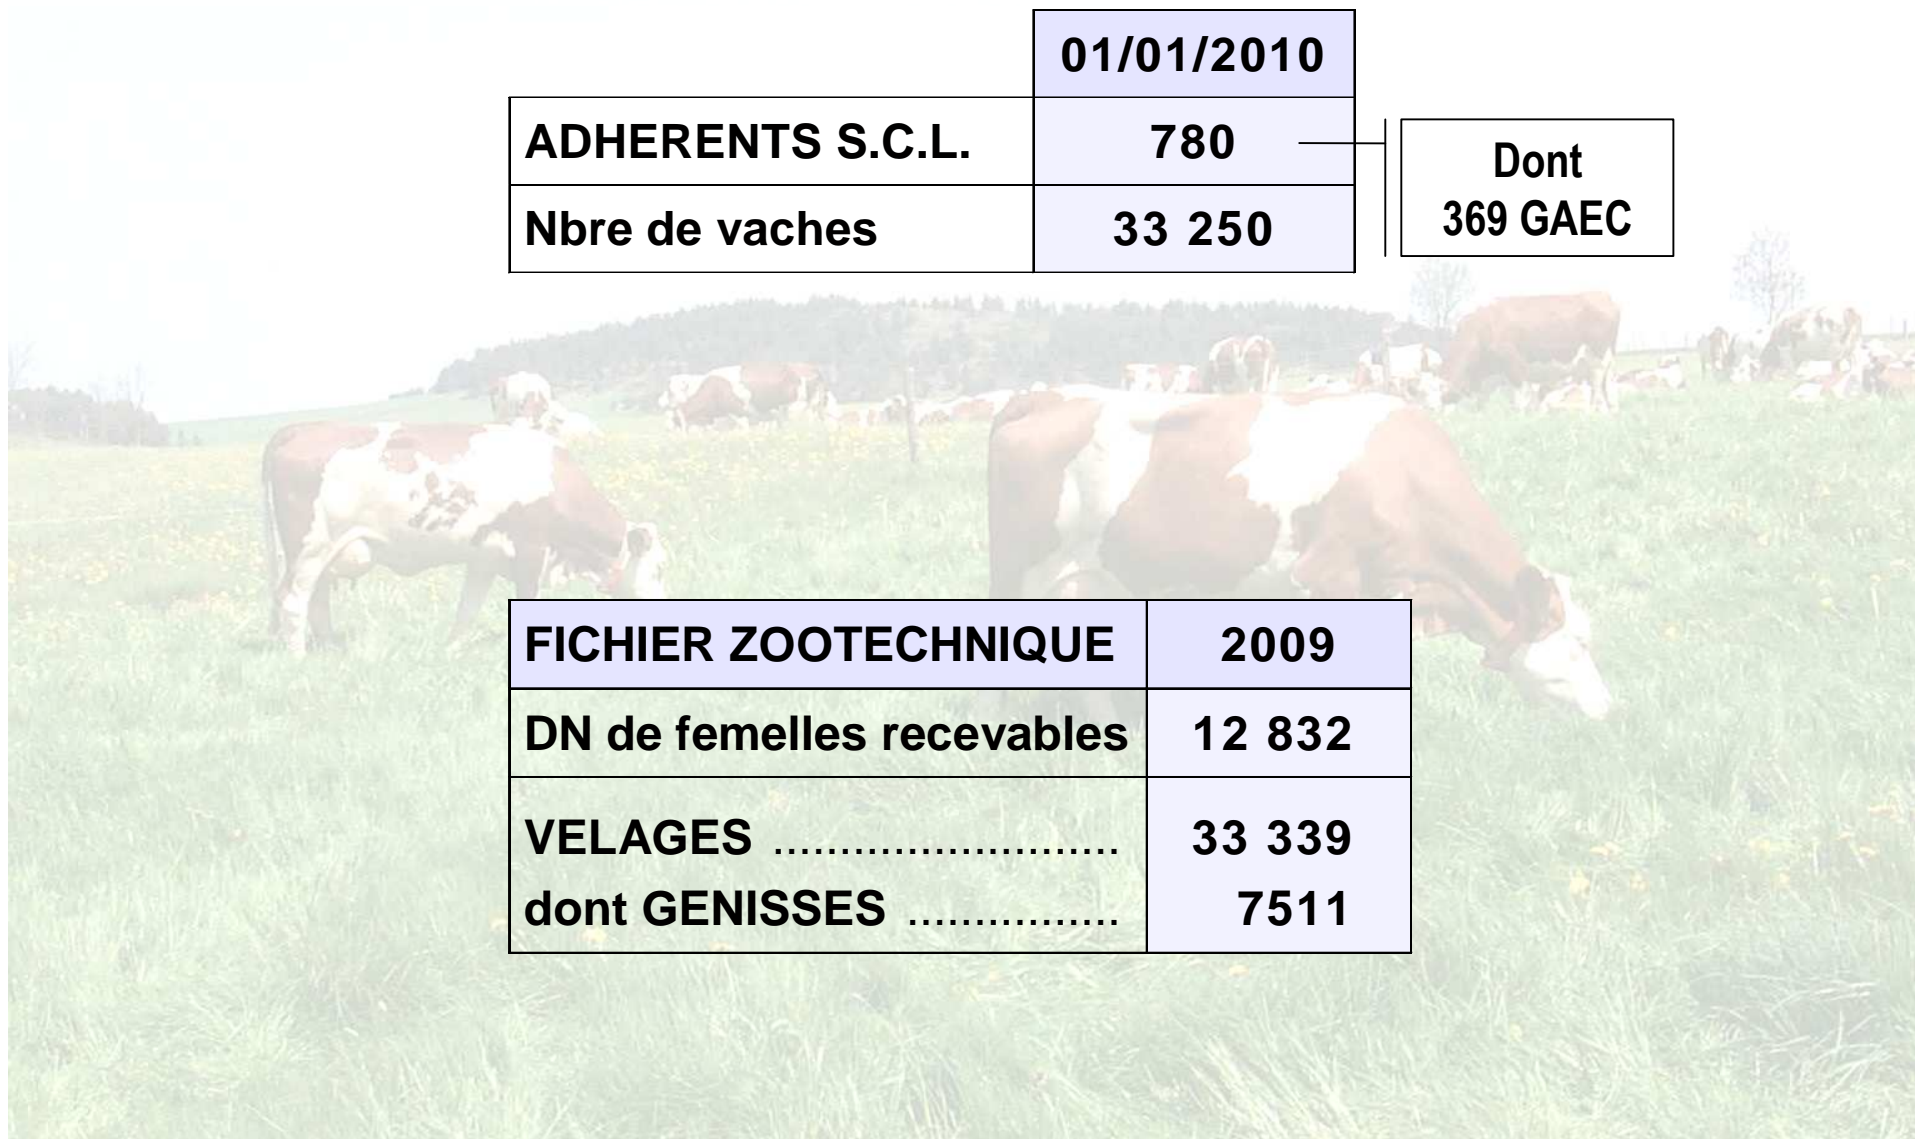 01/01/2010
ADHERENTS S.C.L. 780
Dont
369 GAEC
Nbre de vaches 33 250
FICHIER ZOOTECHNIQUE 2009
DN de femelles recevables 12 832
VELAGES .......................... 33 339
dont GENISSES ................ 7511